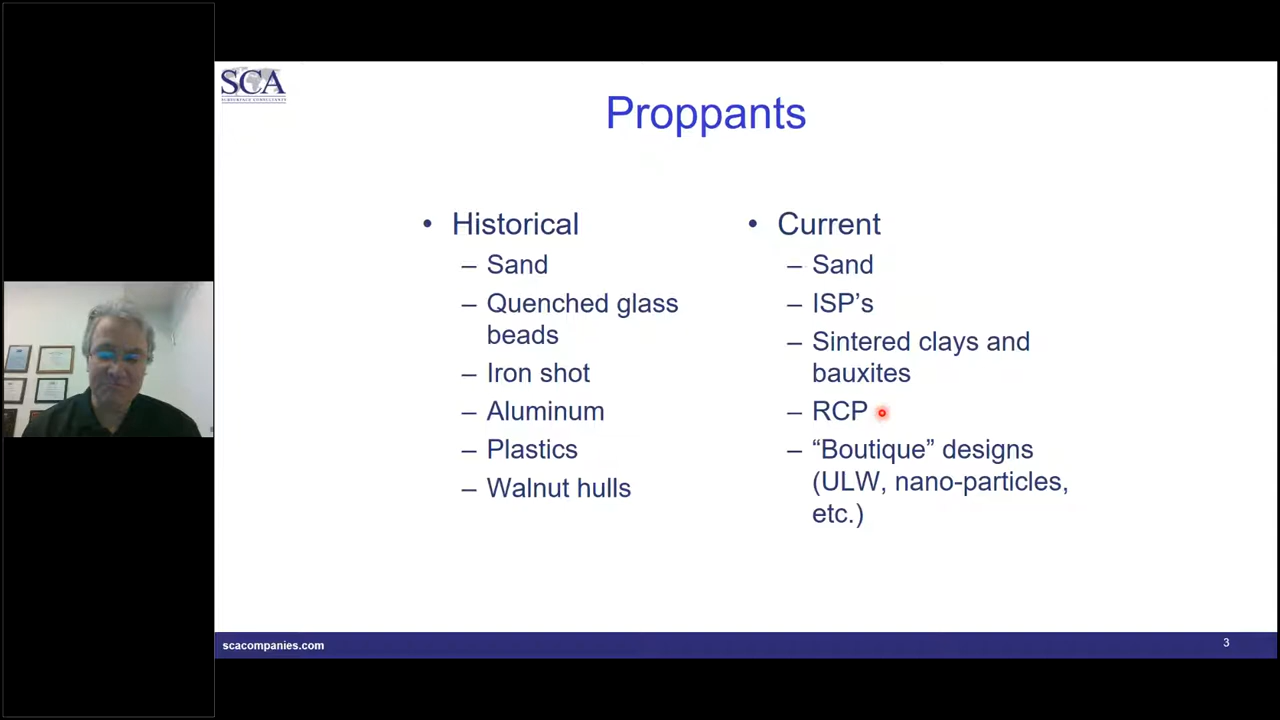 SCA
Proppants
• Historical
– Sand
– Quenched glass
beads
– Iron shot
– Aluminum
– Plastics
– Walnut hulls
• Current
– Sand
– ISP’s
– Sintered clays and
bauxites
– RCP
– “Boutique” designs
(ULW, nano-particles,
etc.)
scacompanies.com
3